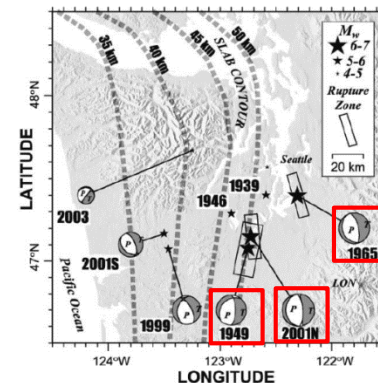 35 km
40 km
45 km
50 km
SLAB CONTOUR
Mw
6-7
5-6
4-5
Rupture
Zone
20 km
48°N
47°N
LATITUDE
Seattle
1939
1946
2003
2001S
P
T
1965
1999
1949
2001N
P
T
P
T
P
T
P
T
LON
Pacific Ocean
124°W
123°W
122°W
LONGITUDE